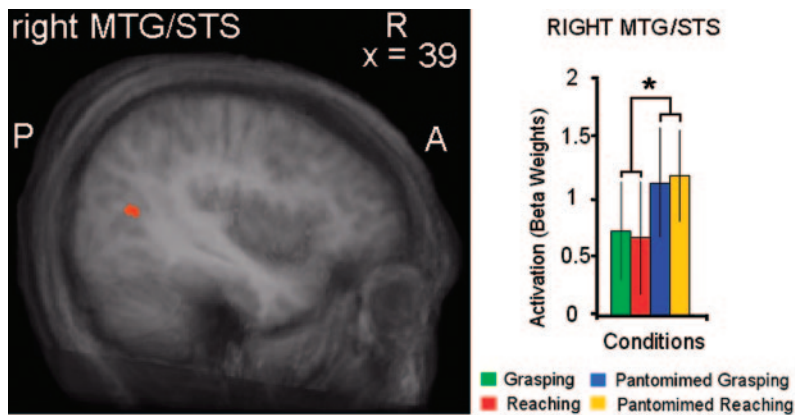 right MTG/STS
R
x = 39
P
A
RIGHT MTG/STS
Activation (Beta Weights)
2
1.5
1
0.5
0
*
Conditions
Grasping
Pantomimed Grasping
Reaching
Pantomimed Reaching